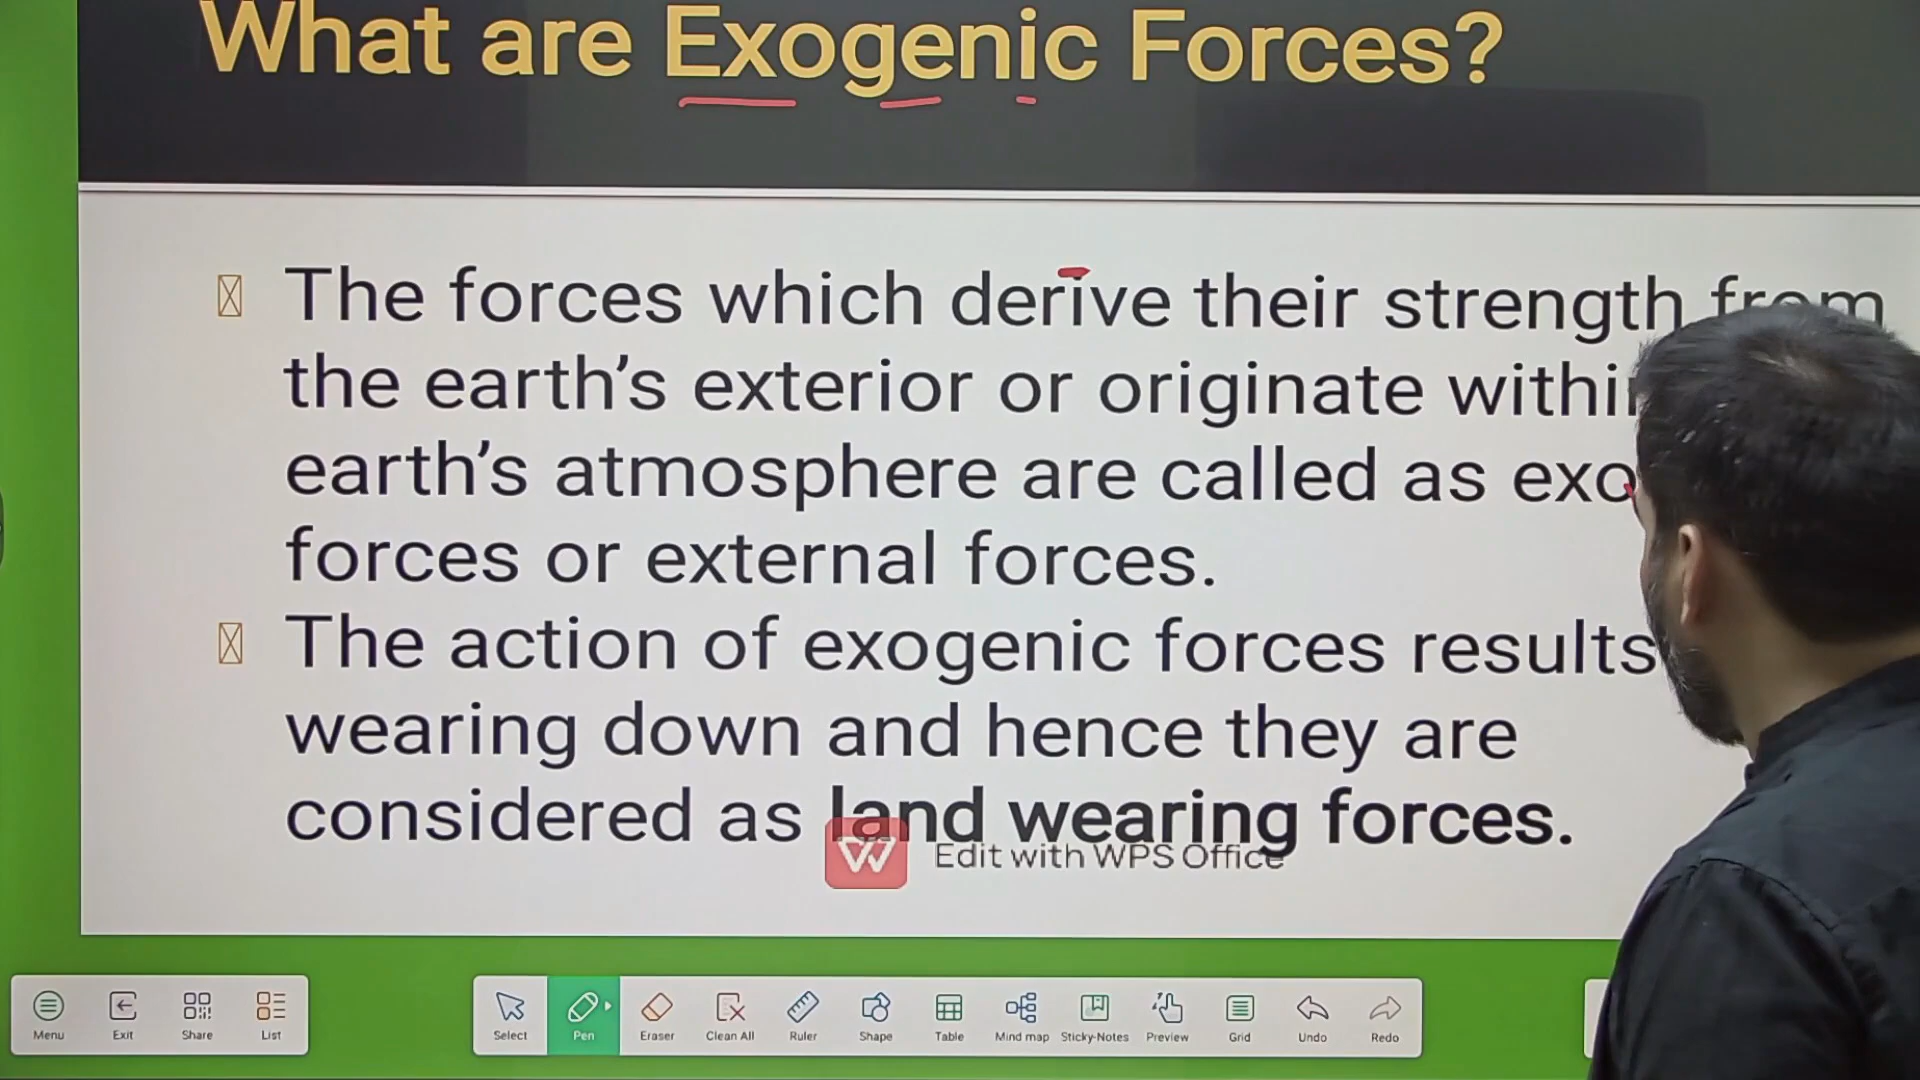 What are Exogenic Forces?
The forces which derive their strength from
the earth's exterior or originate
earth's atmosphere are called as
forces or external forces.
The action of exogenic forces results
wearing down and hence they are
considered as land wearing forces.
Edit with WPS Office
Menu Exit Share List Select Pen Eraser Clean All Ruler Shape Table Mind map Sticky-Notes Preview Grid Undo Redo